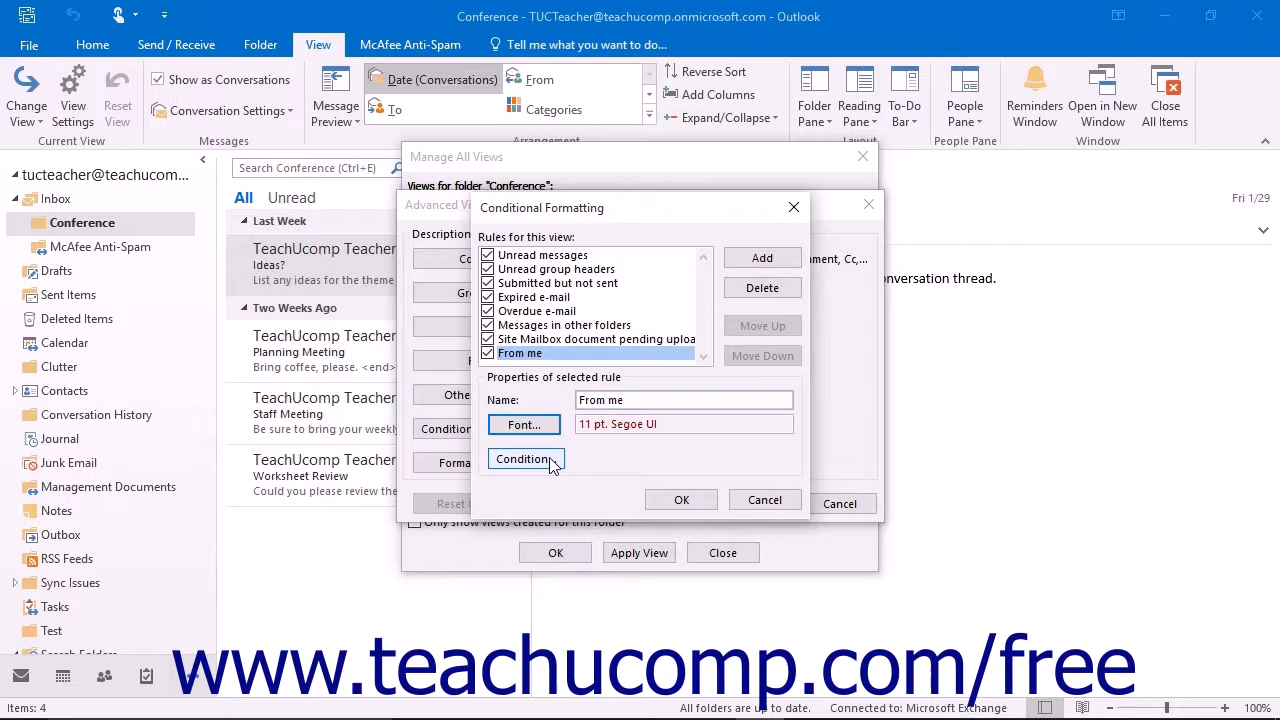 Conference - TUCTeacher@teachucomp.onmicrosoft.com - Outlook
File
Home
Send / Receive
Folder
View
McAfee Anti-Spam
Tell me what you want to do...
Change View
View Settings
Reset View
Current View
Show as Conversations
Conversation Settings
Messages
Message Preview
Date (Conversations)
From
To
Categories
Arrangement
Reverse Sort
Add Columns
Expand/Collapse
Folder Pane
Reading Pane
To-Do Bar
People Pane
People Pane
Reminders Window
Open in New Window
Close All Items
Window
tucteacher@teachucomp...
Inbox
Conference
McAfee Anti-Spam
Drafts
Sent Items
Deleted Items
Calendar
Clutter
Contacts
Conversation History
Journal
Junk Email
Management Documents
Notes
Outbox
RSS Feeds
Sync Issues
Tasks
Test
Search Conference (Ctrl+E)
All
Unread
Last Week
TeachUcomp Teacher
Ideas?
List any ideas for the theme
Two Weeks Ago
TeachUcomp Teacher
Planning Meeting
Bring coffee, please. <end>
TeachUcomp Teacher
Staff Meeting
Be sure to bring your weekly
TeachUcomp Teacher
Worksheet Review
Could you please review the
Fri 1/29
onversation thread.
Manage All Views
Views for folder "Conference":
Only show views created for this folder
OK
Apply View
Close
Advanced Vi
Description
Co
Gr
Othe
Condition
Forma
Reset C
ment, Cc,...
Cancel
Conditional Formatting
Rules for this view:
Unread messages
Unread group headers
Submitted but not sent
Expired e-mail
Overdue e-mail
Messages in other folders
Site Mailbox document pending uploa
From me
Add
Delete
Move Up
Move Down
Properties of selected rule
Name:
From me
Font...
11 pt. Segoe UI
Condition...
OK
Cancel
www.teachucomp.com/free
Items: 4
All folders are up to date.
Connected to: Microsoft Exchange
100%